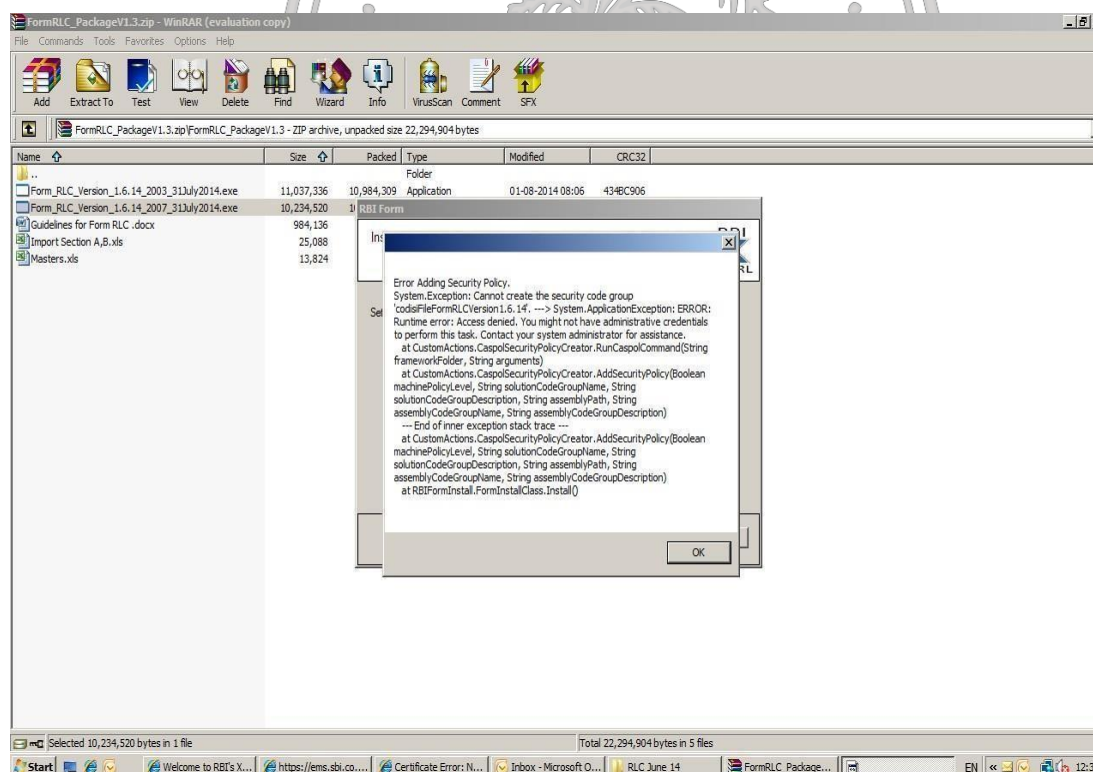 FormRLC_PackageV1.3.zip - WinRAR (evaluation copy)
File Commands Tools Favorites Options Help
Add Extract To Test View Delete Find Wizard Info VirusScan Comment SFX
FormRLC_PackageV1.3.zip\FormRLC_PackageV1.3 - ZIP archive, unpacked size 22,294,904 bytes
Name Size Packed Type Modified CRC32
.. Folder
Form_RLC_Version_1.6.14_2003_31July2014.exe 11,037,336 10,984,309 Application 01-08-2014 08:06 434BC906
Form_RLC_Version_1.6.14_2007_31July2014.exe 10,234,520
Guidelines for Form RLC .docx 984,136
Import Section A,B.xls 25,088
Masters.xls 13,824
RBI Form
Error Adding Security Policy.
System.Exception: Cannot create the security code group
'codisiFileFormRLCVersion1.6.14'. ---> System.ApplicationException: ERROR:
Runtime error: Access denied. You might not have administrative credentials
to perform this task. Contact your system administrator for assistance.
at CustomActions.CaspolSecurityPolicyCreator.RunCaspolCommand(String
frameworkFolder, String arguments)
at CustomActions.CaspolSecurityPolicyCreator.AddSecurityPolicy(Boolean
machinePolicyLevel, String solutionCodeGroupName, String
solutionCodeGroupDescription, String assemblyPath, String
assemblyCodeGroupName, String assemblyCodeGroupDescription)
--- End of inner exception stack trace ---
at CustomActions.CaspolSecurityPolicyCreator.AddSecurityPolicy(Boolean
machinePolicyLevel, String solutionCodeGroupName, String
solutionCodeGroupDescription, String assemblyPath, String
assemblyCodeGroupName, String assemblyCodeGroupDescription)
at RBIFormInstall.FormInstallClass.Install()
OK
Selected 10,234,520 bytes in 1 file Total 22,294,904 bytes in 5 files
Start Welcome to RBI's X... https://ems.sbi.co.... Certificate Error: N... Inbox - Microsoft O... RLC June 14 FormRLC_Package... EN « 12:3